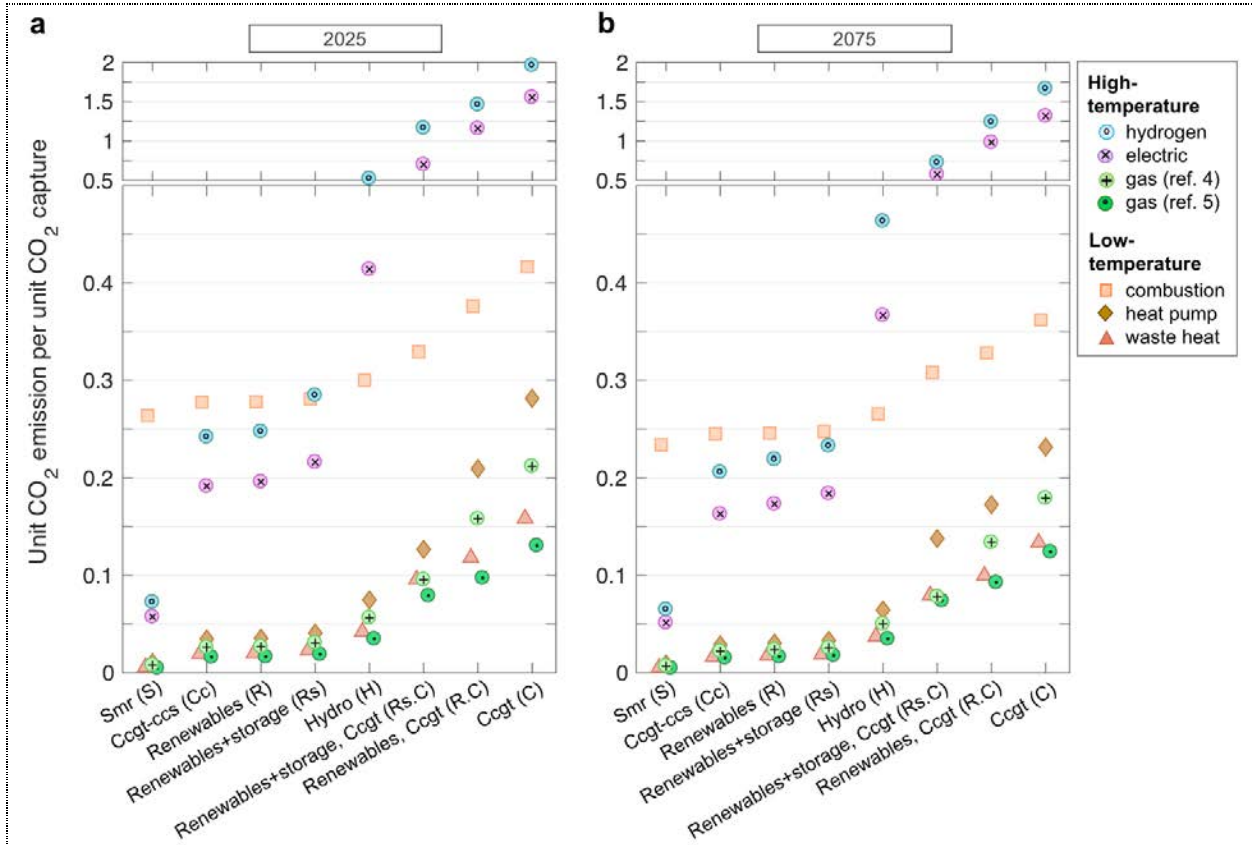 a
2025
b
2075
Unit CO2 emission per unit CO2 capture
2
1.5
1
0.5
0.4
0.3
0.2
0.1
0
Smr (S)
Ccgt-ccs (Cc)
Renewables (R)
Renewables+storage (Rs)
Hydro (H)
Renewables+storage, Ccgt (Rs.C)
Renewables, Ccgt (R.C)
Ccgt (C)
2
1.5
1
0.5
0.4
0.3
0.2
0.1
0
Smr (S)
Ccgt-ccs (Cc)
Renewables (R)
Renewables+storage (Rs)
Hydro (H)
Renewables+storage, Ccgt (Rs.C)
Renewables, Ccgt (R.C)
Ccgt (C)
High-
temperature
hydrogen
electric
gas (ref. 4)
gas (ref. 5)
Low-
temperature
combustion
heat pump
waste heat